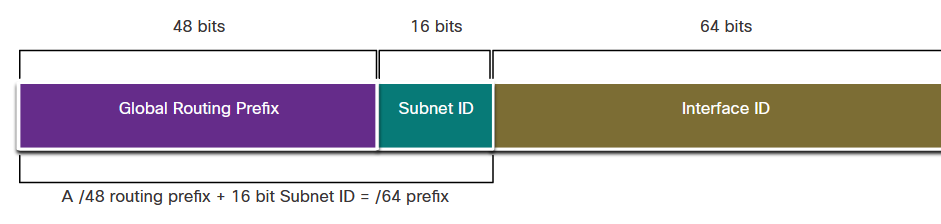 48 bits 16 bits 64 bits
Global Routing Prefix Subnet ID Interface ID
A /48 routing prefix + 16 bit Subnet ID = /64 prefix